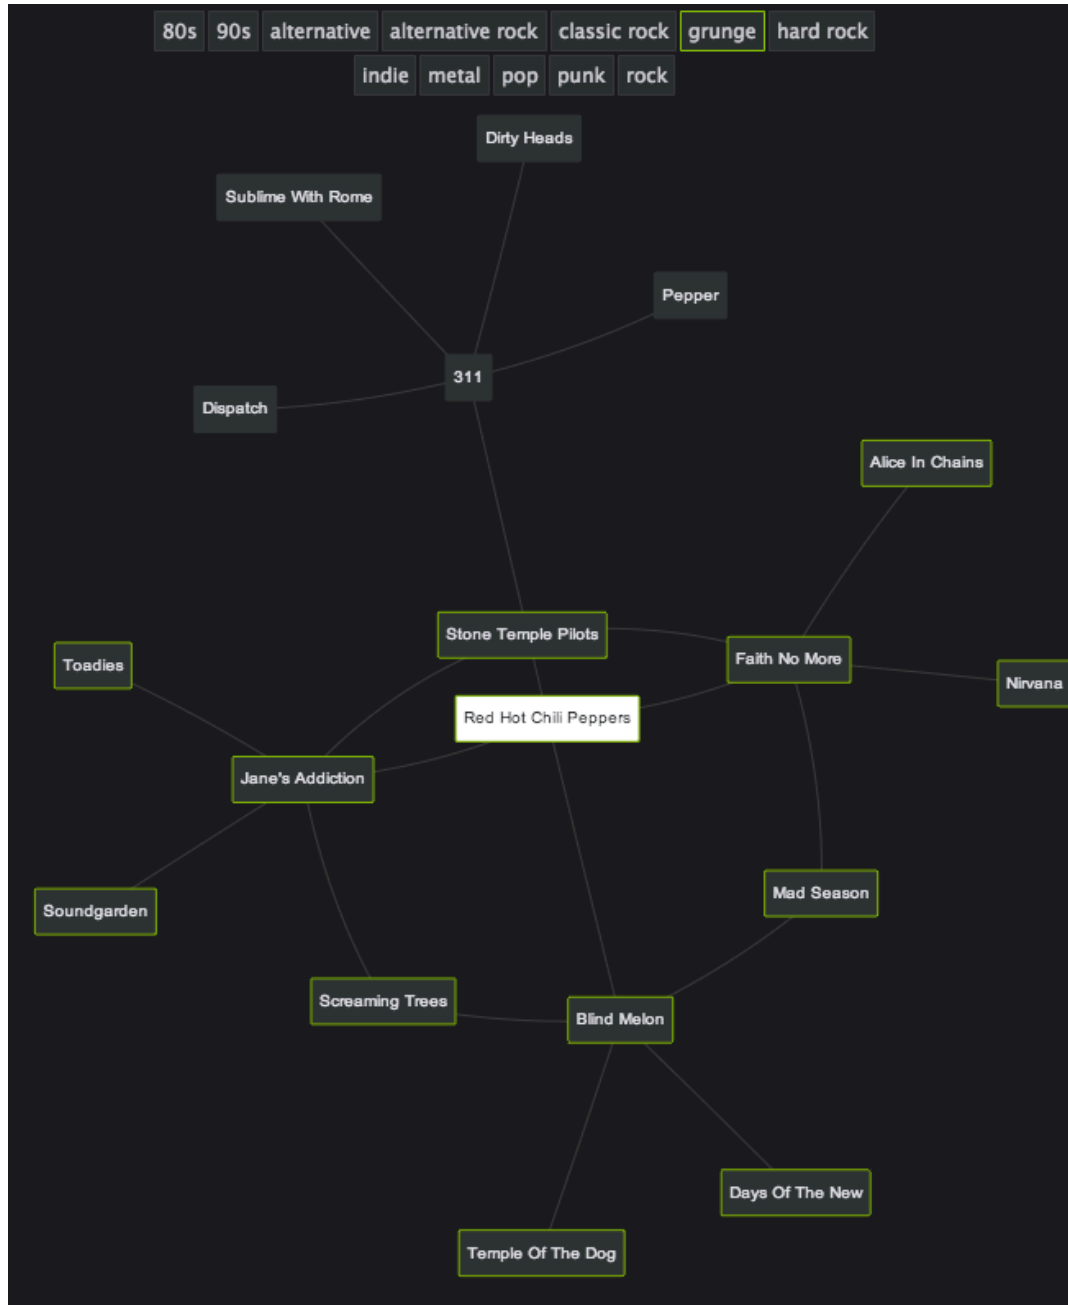 80s 90s alternative alternative rock classic rock grunge hard rock
indie metal pop punk rock
Dirty Heads
Sublime With Rome
Pepper
311
Dispatch
Alice In Chains
Stone Temple Pilots
Faith No More
Toadies
Nirvana
Red Hot Chili Peppers
Jane's Addiction
Mad Season
Soundgarden
Screaming Trees
Blind Melon
Days Of The New
Temple Of The Dog